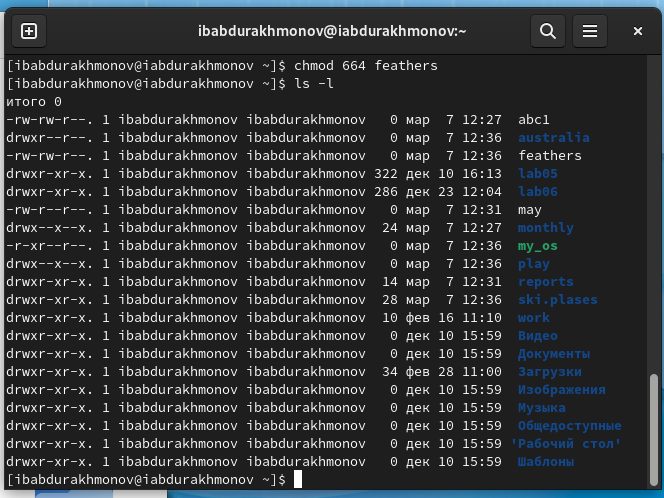 ibabdurakhmonov@iabdurakhmonov:~
[ibabdurakhmonov@iabdurakhmonov ~]$ chmod 664 feathers
[ibabdurakhmonov@iabdurakhmonov ~]$ ls -l
итого 0
-rw-rw-r--. 1 ibabdurakhmonov ibabdurakhmonov   0 мар  7 12:27  abc1
drwxr--r--. 1 ibabdurakhmonov ibabdurakhmonov   0 мар  7 12:36  australia
-rw-rw-r--. 1 ibabdurakhmonov ibabdurakhmonov   0 мар  7 12:36  feathers
drwxr-xr-x. 1 ibabdurakhmonov ibabdurakhmonov 322 дек 10 16:13  lab05
drwxr-xr-x. 1 ibabdurakhmonov ibabdurakhmonov 286 дек 23 12:04  lab06
-rw-r--r--. 1 ibabdurakhmonov ibabdurakhmonov   0 мар  7 12:31  may
drwx--x--x. 1 ibabdurakhmonov ibabdurakhmonov  24 мар  7 12:27  monthly
-r-xr--r--. 1 ibabdurakhmonov ibabdurakhmonov   0 мар  7 12:36  my_os
drwx--x--x. 1 ibabdurakhmonov ibabdurakhmonov   0 мар  7 12:36  play
drwxr-xr-x. 1 ibabdurakhmonov ibabdurakhmonov  14 мар  7 12:31  reports
drwxr-xr-x. 1 ibabdurakhmonov ibabdurakhmonov  28 мар  7 12:36  ski.plases
drwxr-xr-x. 1 ibabdurakhmonov ibabdurakhmonov  10 фев 16 11:10  work
drwxr-xr-x. 1 ibabdurakhmonov ibabdurakhmonov   0 дек 10 15:59  Видео
drwxr-xr-x. 1 ibabdurakhmonov ibabdurakhmonov   0 дек 10 15:59  Документы
drwxr-xr-x. 1 ibabdurakhmonov ibabdurakhmonov  34 фев 28 11:00  Загрузки
drwxr-xr-x. 1 ibabdurakhmonov ibabdurakhmonov   0 дек 10 15:59  Изображения
drwxr-xr-x. 1 ibabdurakhmonov ibabdurakhmonov   0 дек 10 15:59  Музыка
drwxr-xr-x. 1 ibabdurakhmonov ibabdurakhmonov   0 дек 10 15:59  Общедоступные
drwxr-xr-x. 1 ibabdurakhmonov ibabdurakhmonov   0 дек 10 15:59 'Рабочий стол'
drwxr-xr-x. 1 ibabdurakhmonov ibabdurakhmonov   0 дек 10 15:59  Шаблоны
[ibabdurakhmonov@iabdurakhmonov ~]$